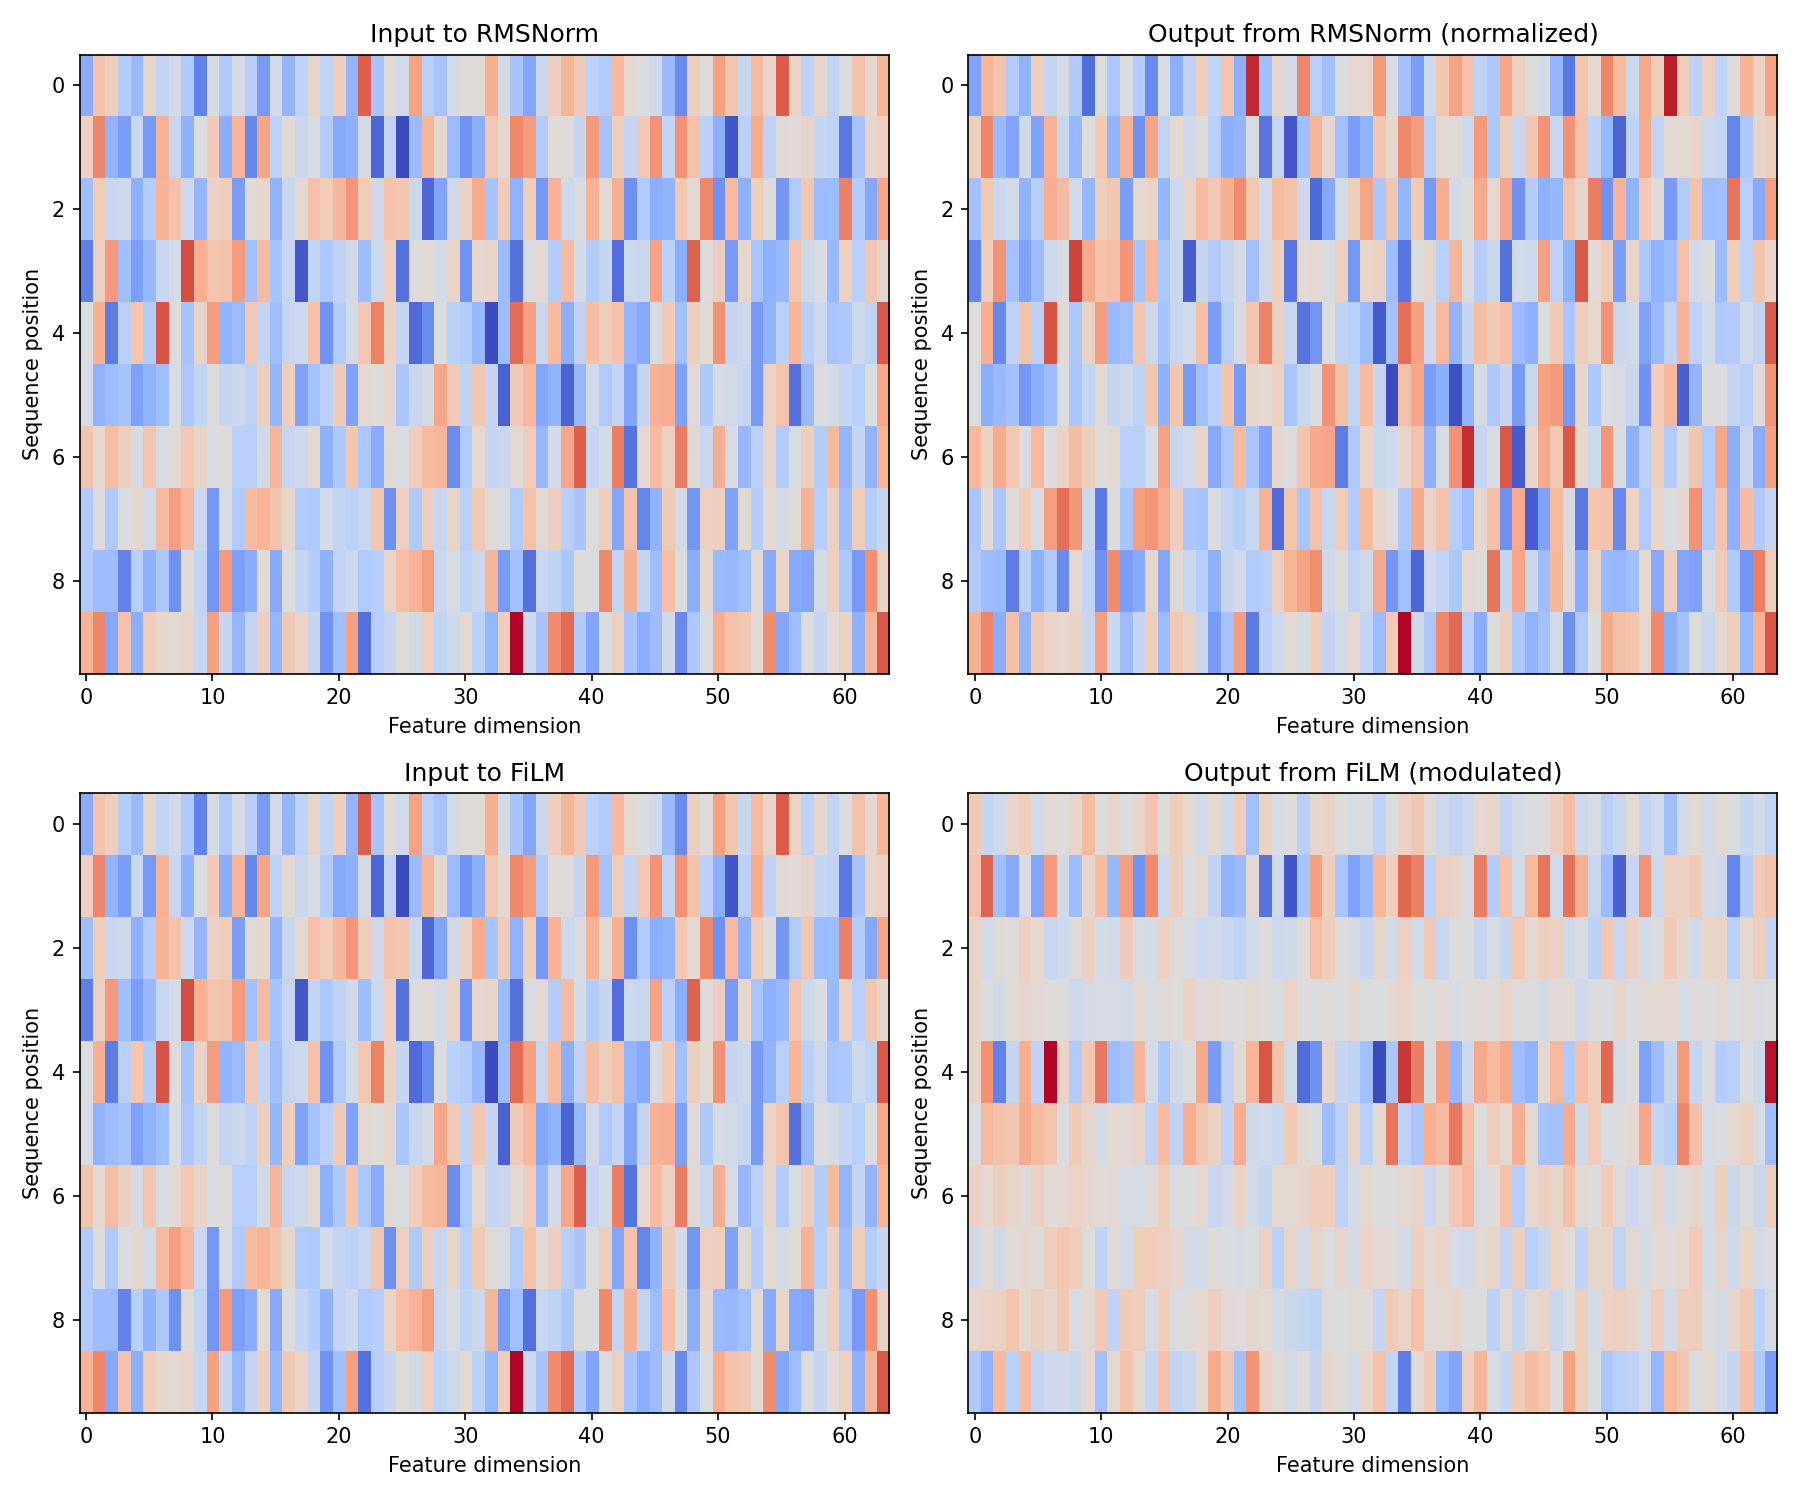 Input to RMSNorm
Output from RMSNorm (normalized)
0
2
4
6
8
Sequence position
0 10 20 30 40 50 60
Feature dimension
0
2
4
6
8
Sequence position
0 10 20 30 40 50 60
Feature dimension
Input to FiLM
Output from FiLM (modulated)
0
2
4
6
8
Sequence position
0 10 20 30 40 50 60
Feature dimension
0
2
4
6
8
Sequence position
0 10 20 30 40 50 60
Feature dimension